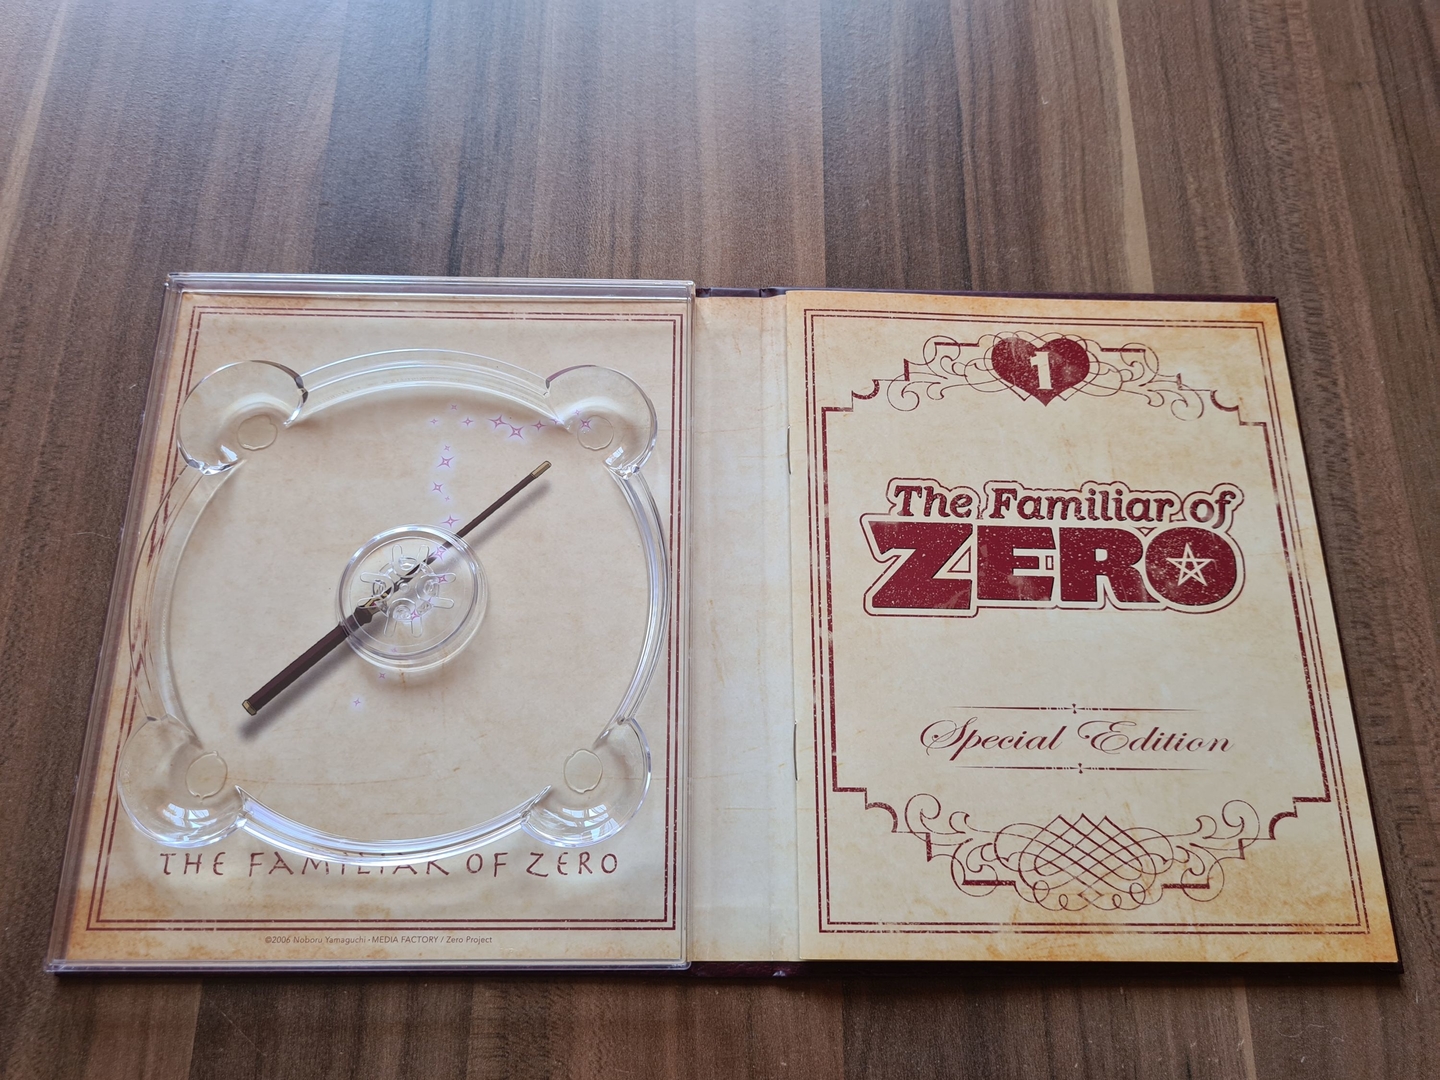 THE FAMILIAR OF ZERO
©2006 Noboru Yamaguchi • MEDIA FACTORY / Zero Project
1
The Familiar of
ZERO
Special Edition